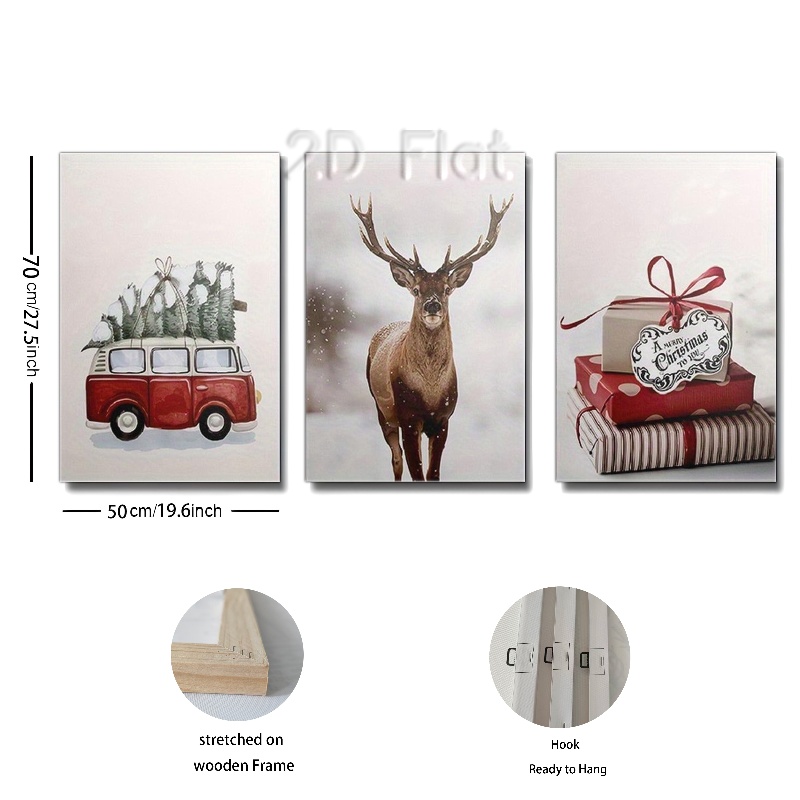 2D Flat
70 cm/27.5inch
A MERRY
Christmas
TO YOU
50cm/19.6inch
stretched on
wooden Frame
Hook
Ready to Hang